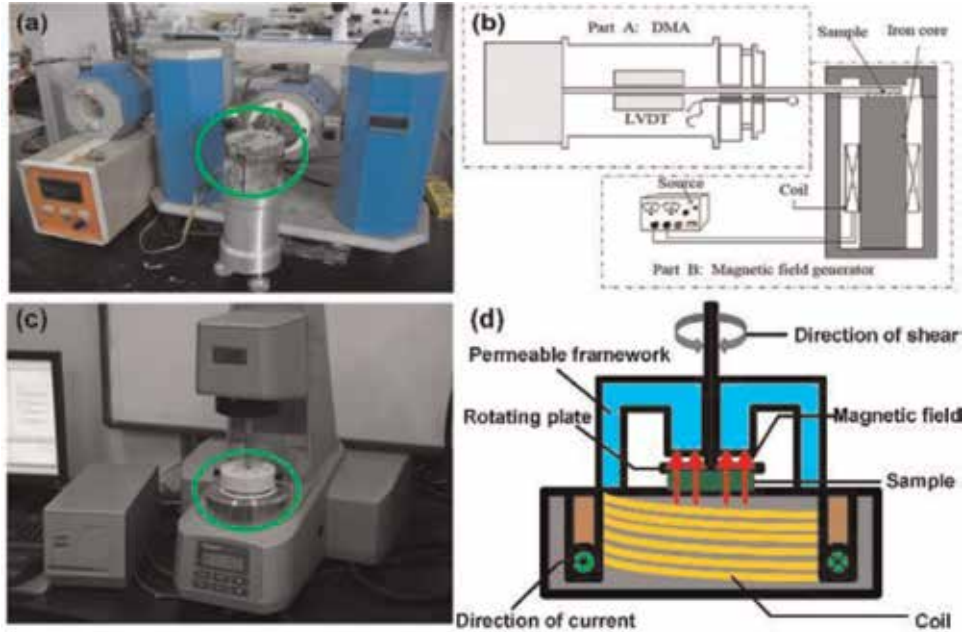 (a)
(b)
Part A: DMA
Sample
Iron core
LVDT
Coil
Source
Part B: Magnetic field generator
(c)
(d)
Direction of shear
Permeable framework
Rotating plate
Magnetic field
Sample
Direction of current
Coil